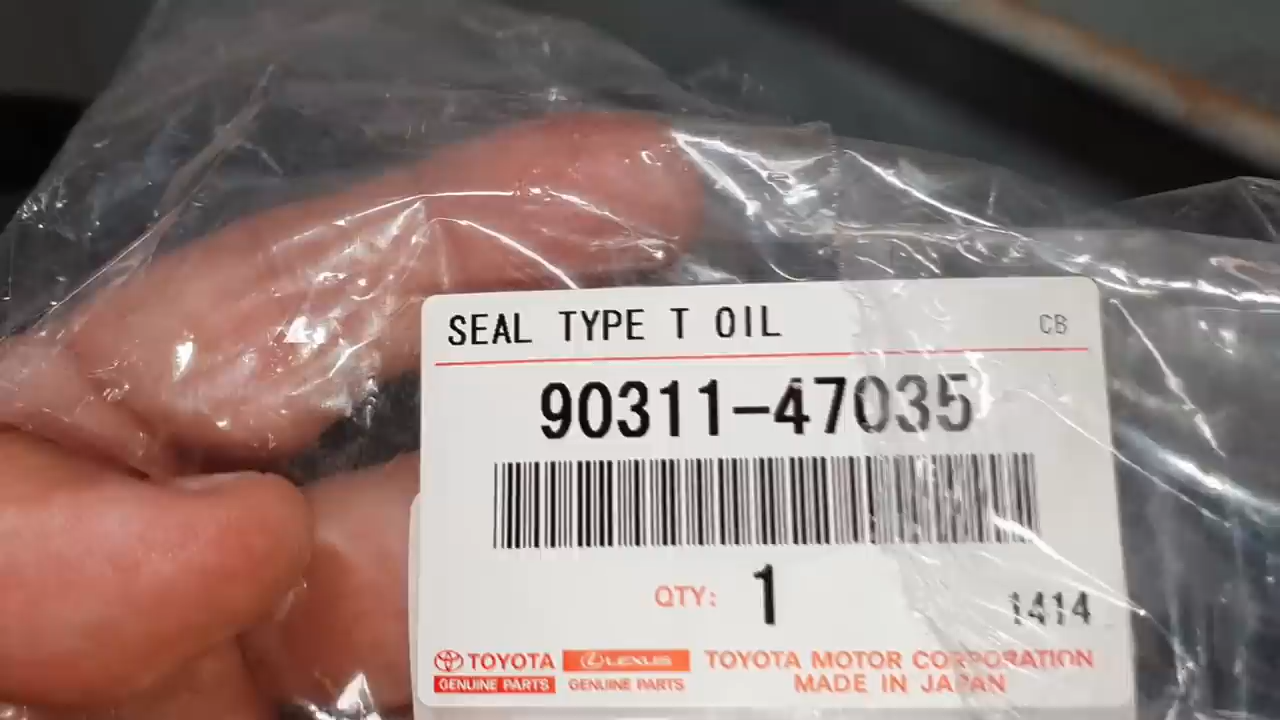 SEAL TYPE T OIL CB
90311-47035
QTY: 1
1414
TOYOTA LEXUS TOYOTA MOTOR CORPORATION
GENUINE PARTS GENUINE PARTS MADE IN JAPAN